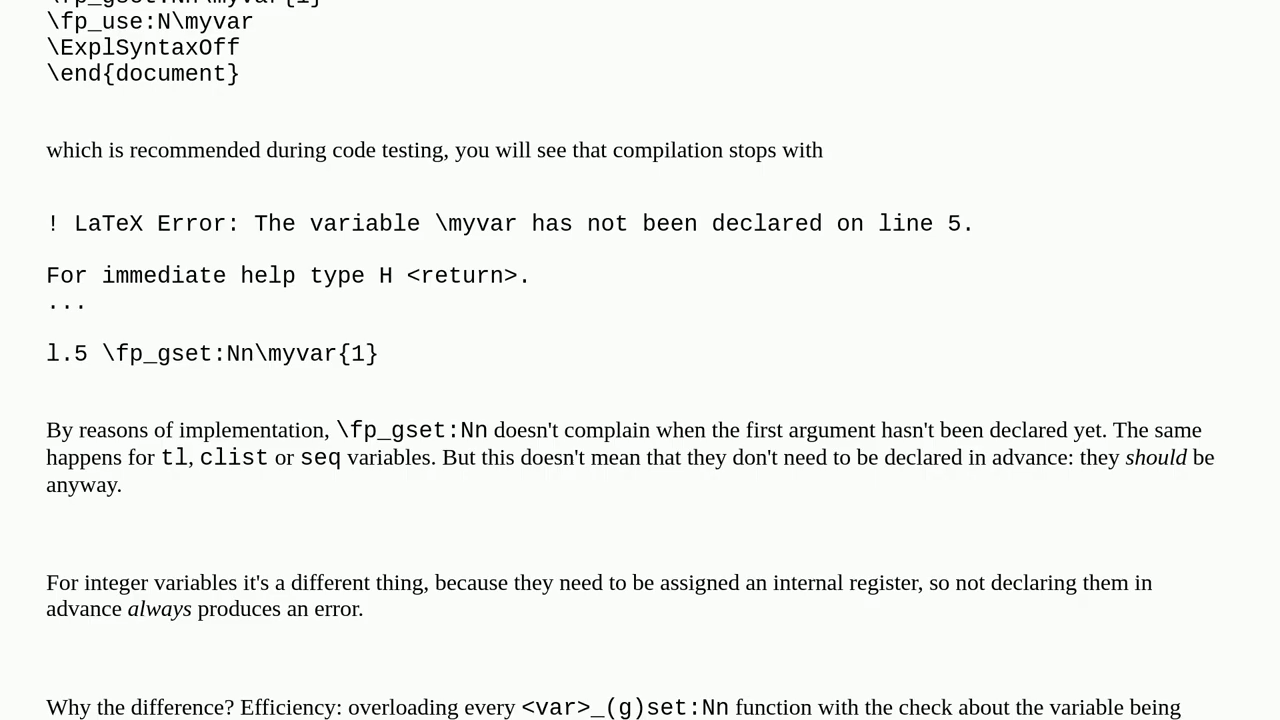 \fp_gset:Nn\myvar{1}
\fp_use:N\myvar
\ExplSyntaxOff
\end{document}
which is recommended during code testing, you will see that compilation stops with
! LaTeX Error: The variable \myvar has not been declared on line 5.
For immediate help type H <return>.
...
l.5 \fp_gset:Nn\myvar{1}
By reasons of implementation, \fp_gset:Nn doesn't complain when the first argument hasn't been declared yet. The same
happens for tl, clist or seq variables. But this doesn't mean that they don't need to be declared in advance: they should be
anyway.
For integer variables it's a different thing, because they need to be assigned an internal register, so not declaring them in
advance always produces an error.
Why the difference? Efficiency: overloading every <var>_(g)set:Nn function with the check about the variable being